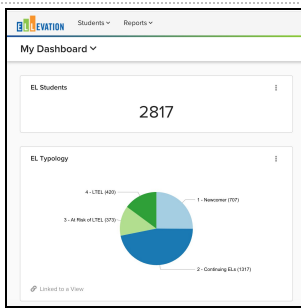 ELLEVATION Students Reports
My Dashboard
EL Students
2817
EL Typology
4 - LTEL (420)
1 - Newcomer (707)
3 - At Risk of LTEL (373)
2 - Continuing ELs (1317)
Linked to a View